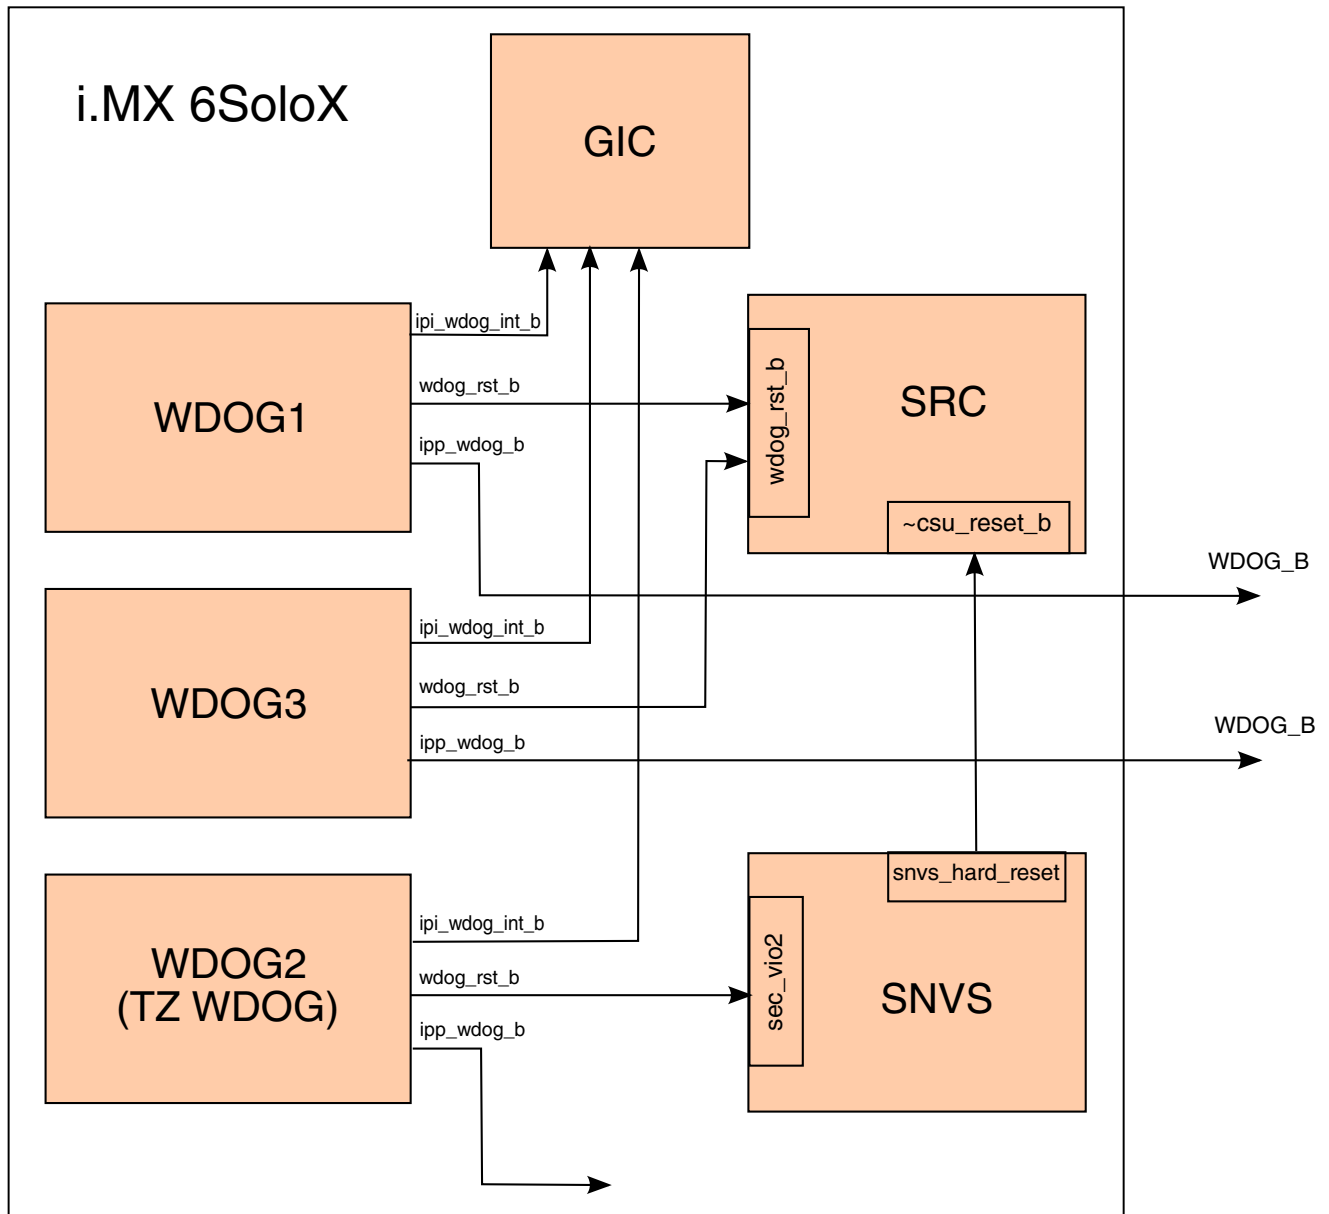 i.MX 6SoloX
GIC
WDOG1
ipi_wdog_int_b
wdog_rst_b
ipp_wdog_b
wdog_rst_b
SRC
~csu_reset_b
WDOG_B
WDOG3
ipi_wdog_int_b
wdog_rst_b
ipp_wdog_b
WDOG_B
WDOG2
(TZ WDOG)
ipi_wdog_int_b
wdog_rst_b
ipp_wdog_b
snvs_hard_reset
sec_vio2
SNVS